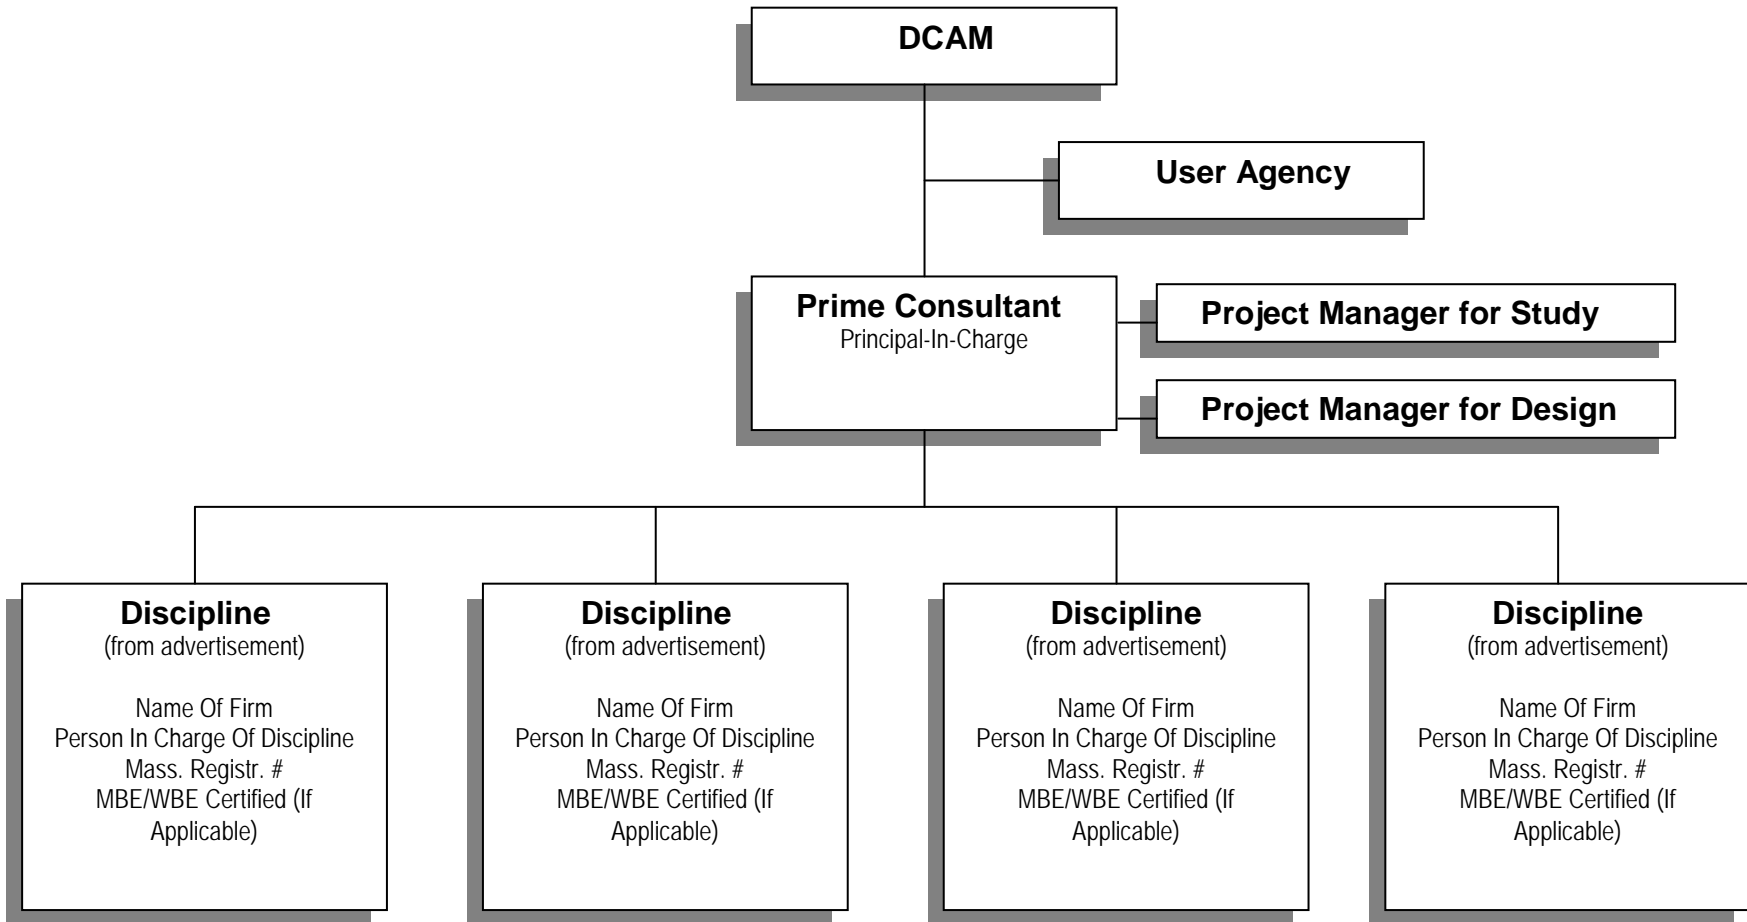 DCAM
User Agency
Prime Consultant
Principal-In-Charge
Project Manager for Study
Project Manager for Design
Discipline
(from advertisement)
Name Of Firm
Person In Charge Of Discipline
Mass. Registr. #
MBE/WBE Certified (If
Applicable)
Discipline
(from advertisement)
Name Of Firm
Person In Charge Of Discipline
Mass. Registr. #
MBE/WBE Certified (If
Applicable)
Discipline
(from advertisement)
Name Of Firm
Person In Charge Of Discipline
Mass. Registr. #
MBE/WBE Certified (If
Applicable)
Discipline
(from advertisement)
Name Of Firm
Person In Charge Of Discipline
Mass. Registr. #
MBE/WBE Certified (If
Applicable)